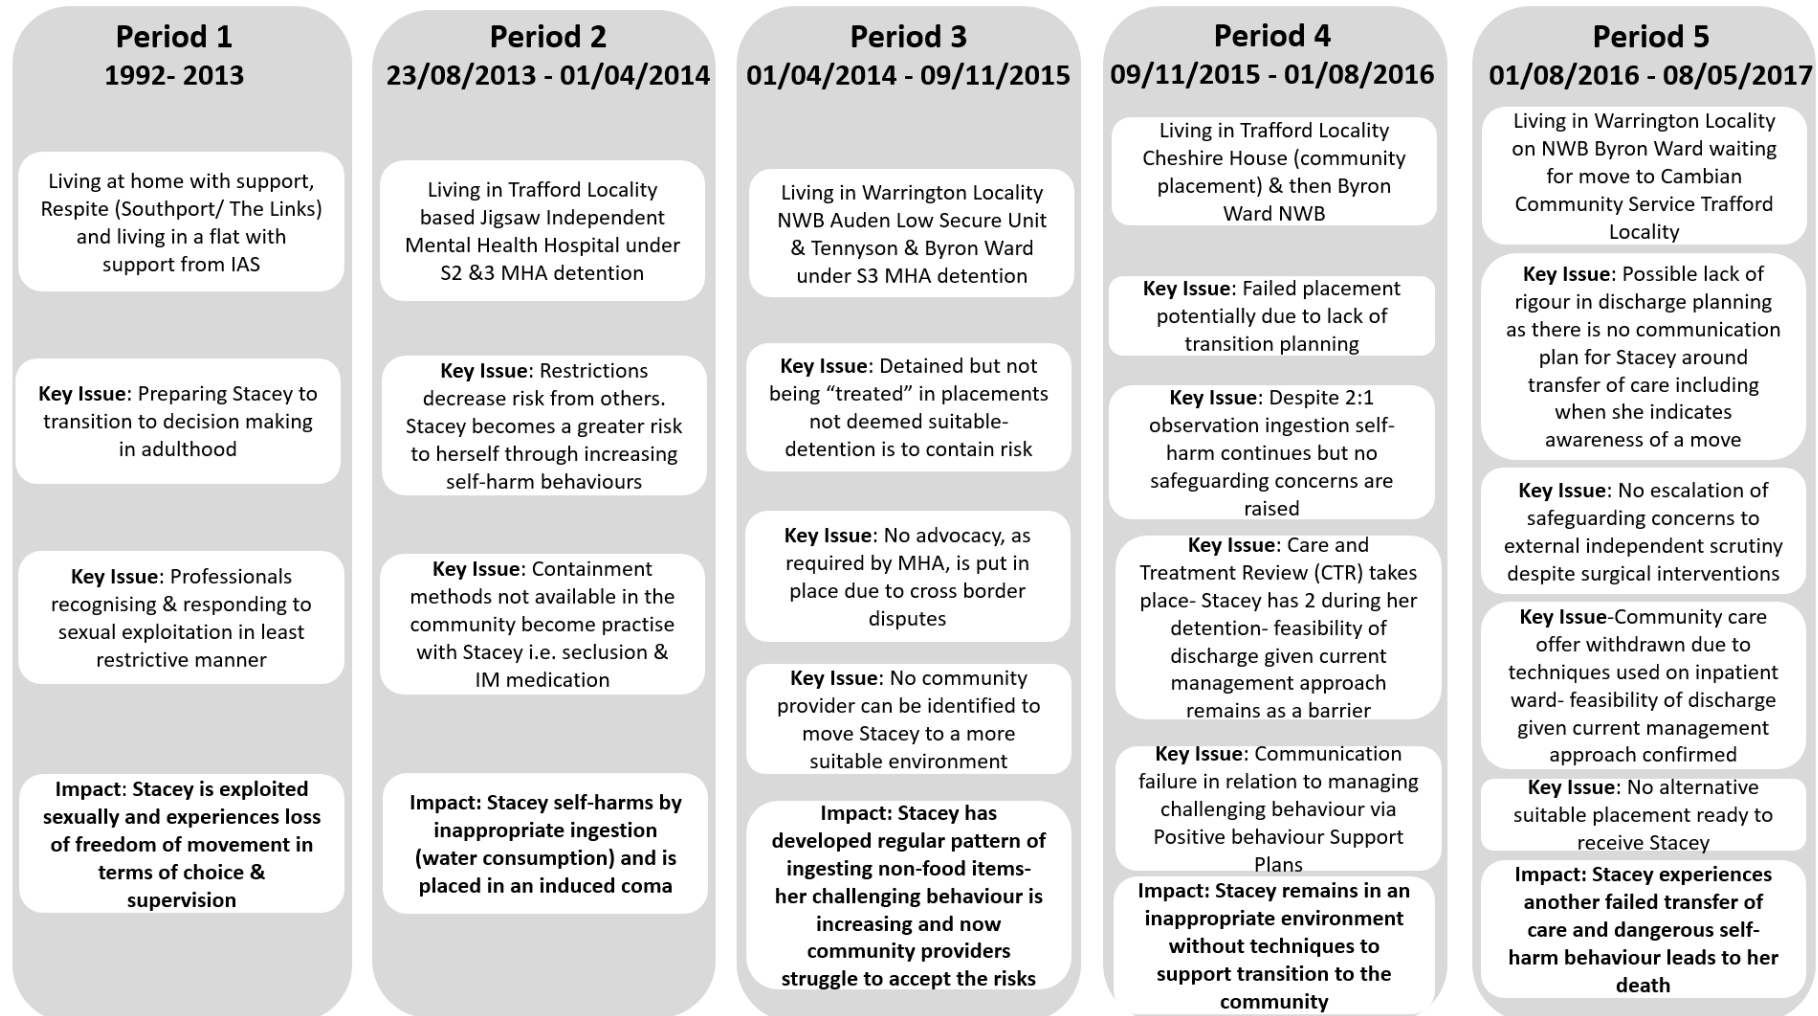 Period 1
1992- 2013
Living at home with support,
Respite (Southport/ The Links)
and living in a flat with
support from IAS
Key Issue: Preparing Stacey to
transition to decision making
in adulthood
Key Issue: Professionals
recognising & responding to
sexual exploitation in least
restrictive manner
Impact: Stacey is exploited
sexually and experiences loss
of freedom of movement in
terms of choice &
supervision
Period 2
23/08/2013 - 01/04/2014
Living in Trafford Locality
based Jigsaw Independent
Mental Health Hospital under
S2 &3 MHA detention
Key Issue: Restrictions
decrease risk from others.
Stacey becomes a greater risk
to herself through increasing
self-harm behaviours
Key Issue: Containment
methods not available in the
community become practise
with Stacey i.e. seclusion &
IM medication
Impact: Stacey self-harms by
inappropriate ingestion
(water consumption) and is
placed in an induced coma
Period 3
01/04/2014 - 09/11/2015
Living in Warrington Locality
NWB Auden Low Secure Unit
& Tennyson & Byron Ward
under S3 MHA detention
Key Issue: Detained but not
being “treated” in placements
not deemed suitable-
detention is to contain risk
Key Issue: No advocacy, as
required by MHA, is put in
place due to cross border
disputes
Key Issue: No community
provider can be identified to
move Stacey to a more
suitable environment
Impact: Stacey has
developed regular pattern of
ingesting non-food items-
her challenging behaviour is
increasing and now
community providers
struggle to accept the risks
Period 4
09/11/2015 - 01/08/2016
Living in Trafford Locality
Cheshire House (community
placement) & then Byron
Ward NWB
Key Issue: Failed placement
potentially due to lack of
transition planning
Key Issue: Despite 2:1
observation ingestion self-
harm continues but no
safeguarding concerns are
raised
Key Issue: Care and
Treatment Review (CTR) takes
place- Stacey has 2 during her
detention- feasibility of
discharge given current
management approach
remains as a barrier
Key Issue: Communication
failure in relation to managing
challenging behaviour via
Positive behaviour Support
Plans
Impact: Stacey remains in an
inappropriate environment
without techniques to
support transition to the
community
Period 5
01/08/2016 - 08/05/2017
Living in Warrington Locality
on NWB Byron Ward waiting
for move to Cambian
Community Service Trafford
Locality
Key Issue: Possible lack of
rigour in discharge planning
as there is no communication
plan for Stacey around
transfer of care including
when she indicates
awareness of a move
Key Issue: No escalation of
safeguarding concerns to
external independent scrutiny
despite surgical interventions
Key Issue-Community care
offer withdrawn due to
techniques used on inpatient
ward- feasibility of discharge
given current management
approach confirmed
Key Issue: No alternative
suitable placement ready to
receive Stacey
Impact: Stacey experiences
another failed transfer of
care and dangerous self-
harm behaviour leads to her
death